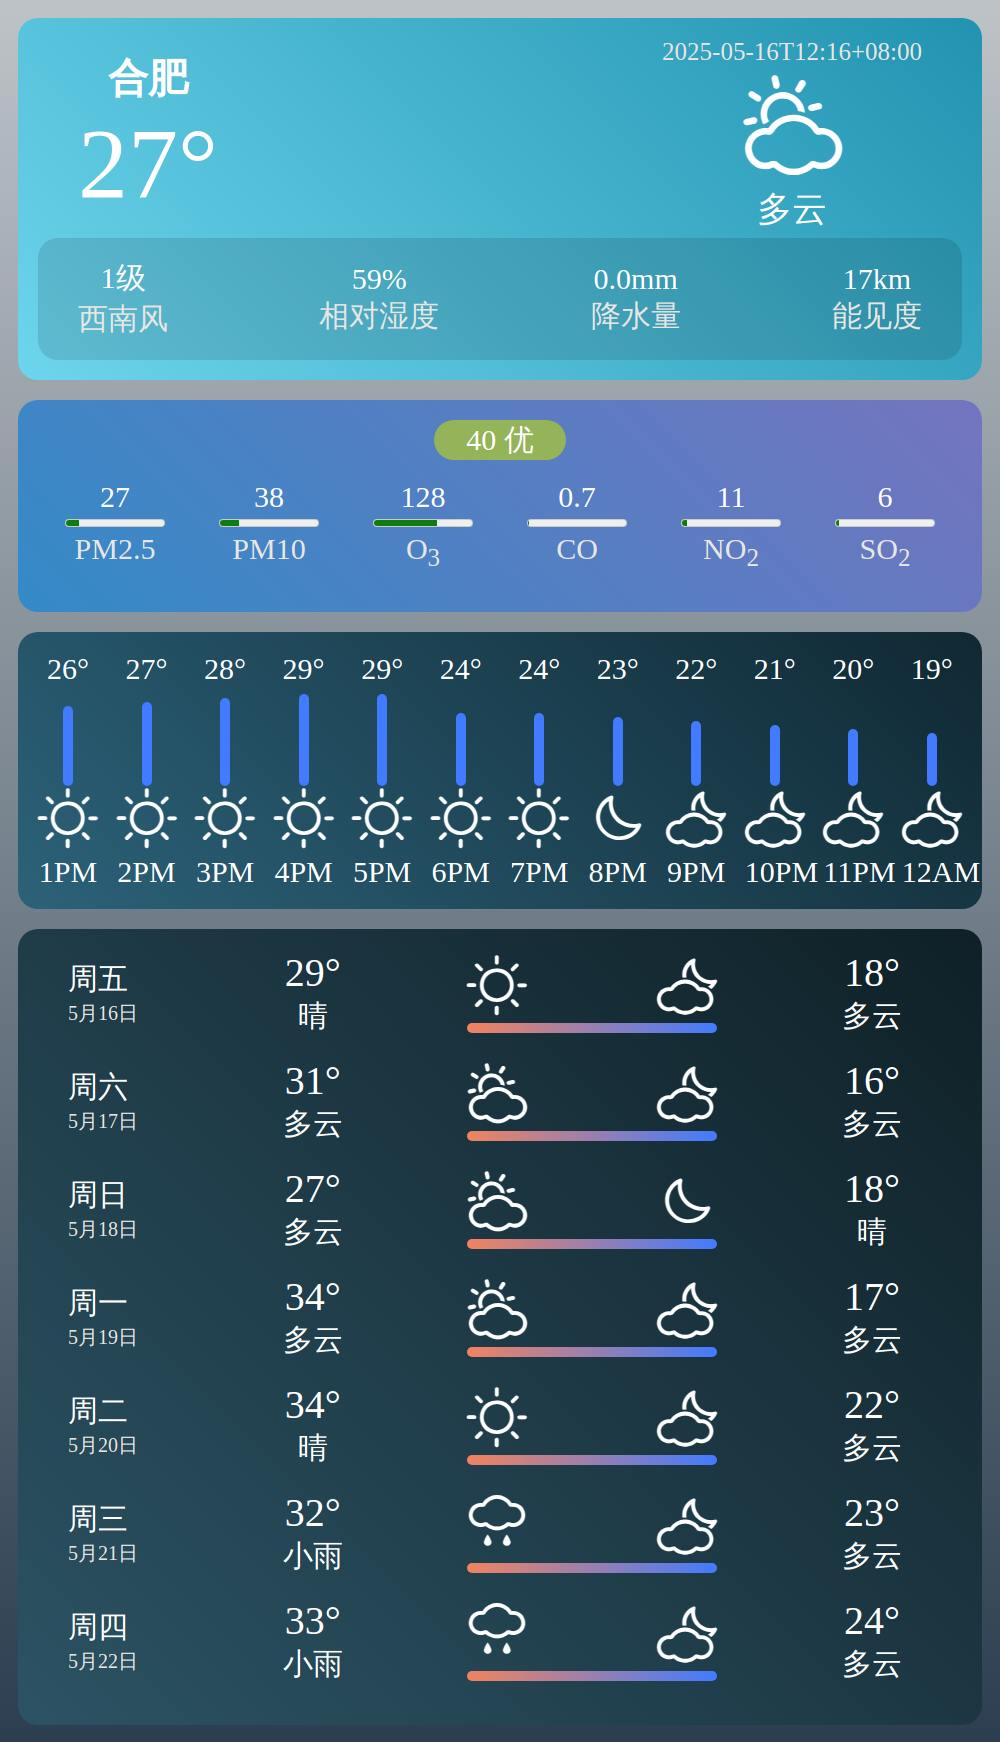 合肥
2025-05-16T12:16+08:00
27°
多云
1级 59% 0.0mm 17km
西南风 相对湿度 降水量 能见度
40 优
27 38 128 0.7 11 6
PM2.5 PM10 O3 CO NO2 SO2
26° 27° 28° 29° 29° 24° 24° 23° 22° 21° 20° 19°
1PM 2PM 3PM 4PM 5PM 6PM 7PM 8PM 9PM 10PM 11PM 12AM
周五 29° 18°
5月16日 晴 多云
周六 31° 16°
5月17日 多云 多云
周日 27° 18°
5月18日 多云 晴
周一 34° 17°
5月19日 多云 多云
周二 34° 22°
5月20日 晴 多云
周三 32° 23°
5月21日 小雨 多云
周四 33° 24°
5月22日 小雨 多云